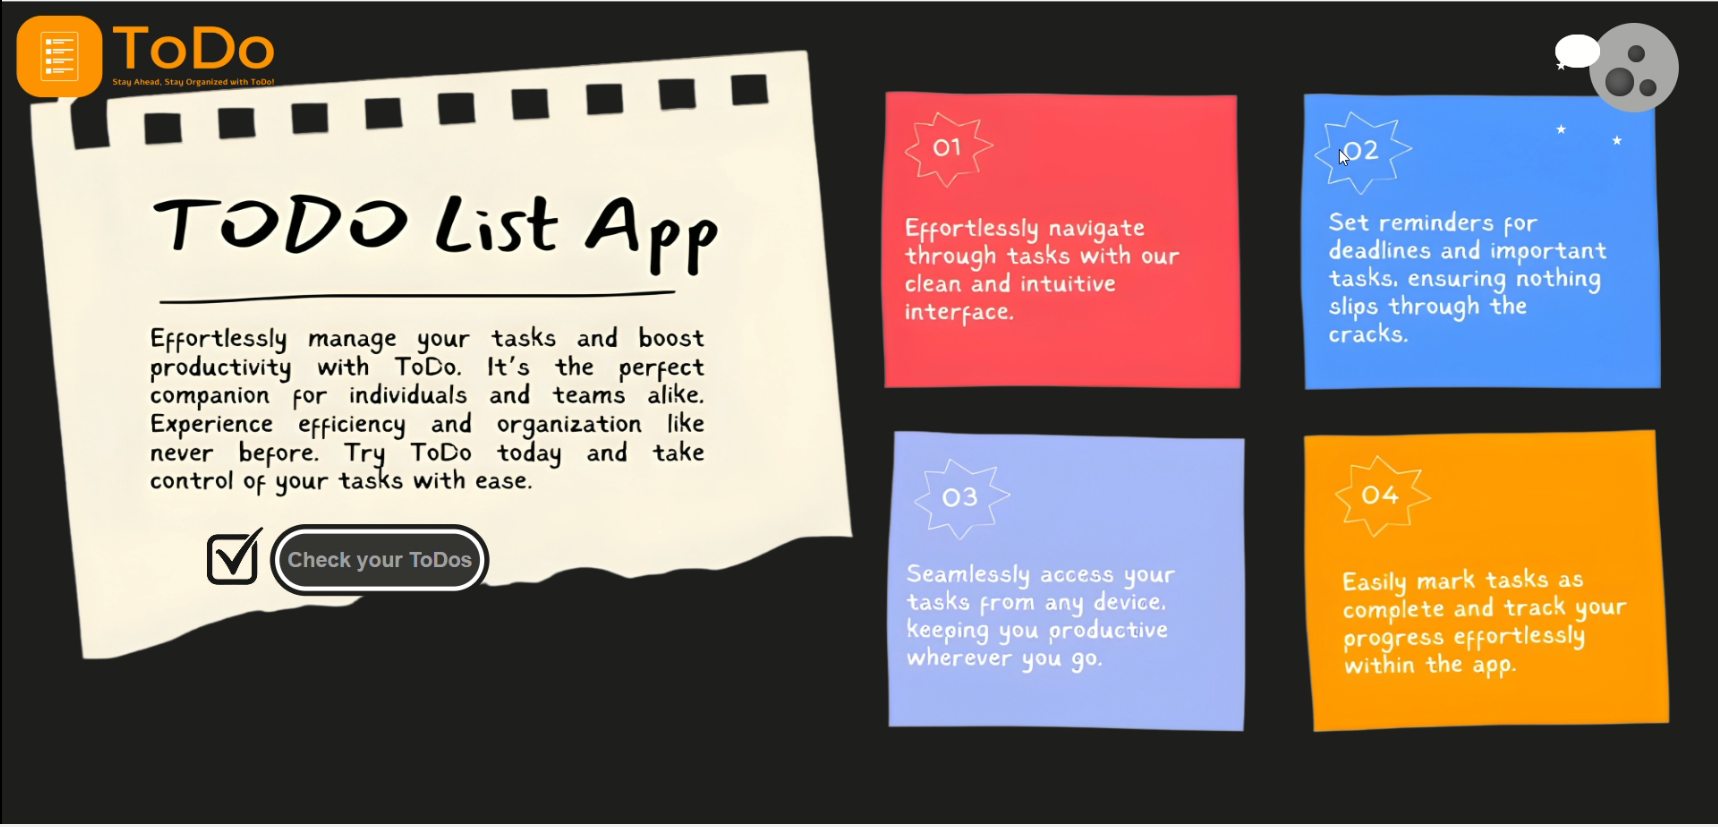 ToDo
Stay Ahead, Stay Organized with ToDo!
TODO List App
Effortlessly manage your tasks and boost
productivity with ToDo. It's the perfect
companion for individuals and teams alike.
Experience efficiency and organization like
never before. Try ToDo today and take
control of your tasks with ease.
Check your ToDos
01
Effortlessly navigate
through tasks with our
clean and intuitive
interface.
02
Set reminders for
deadlines and important
tasks, ensuring nothing
slips through the
cracks.
03
Seamlessly access your
tasks from any device,
keeping you productive
wherever you go.
04
Easily mark tasks as
complete and track your
progress effortlessly
within the app.